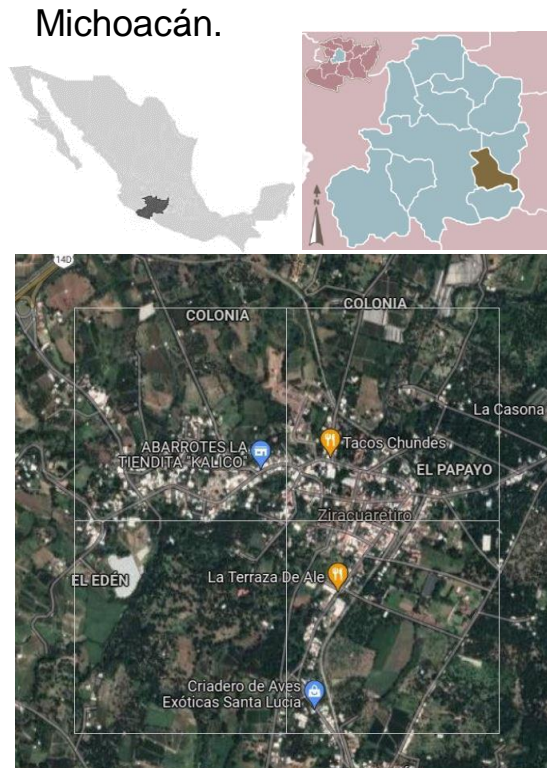 Michoacán.
N
14D
COLONIA
COLONIA
La Casona
ABARROTES LA
TIENDITA "KALICO"
Tacos Chundes
EL PAPAYO
Ziracuaretiro
EL EDÉN
La Terraza De Ale
Criadero de Aves
Exóticas Santa Lucía